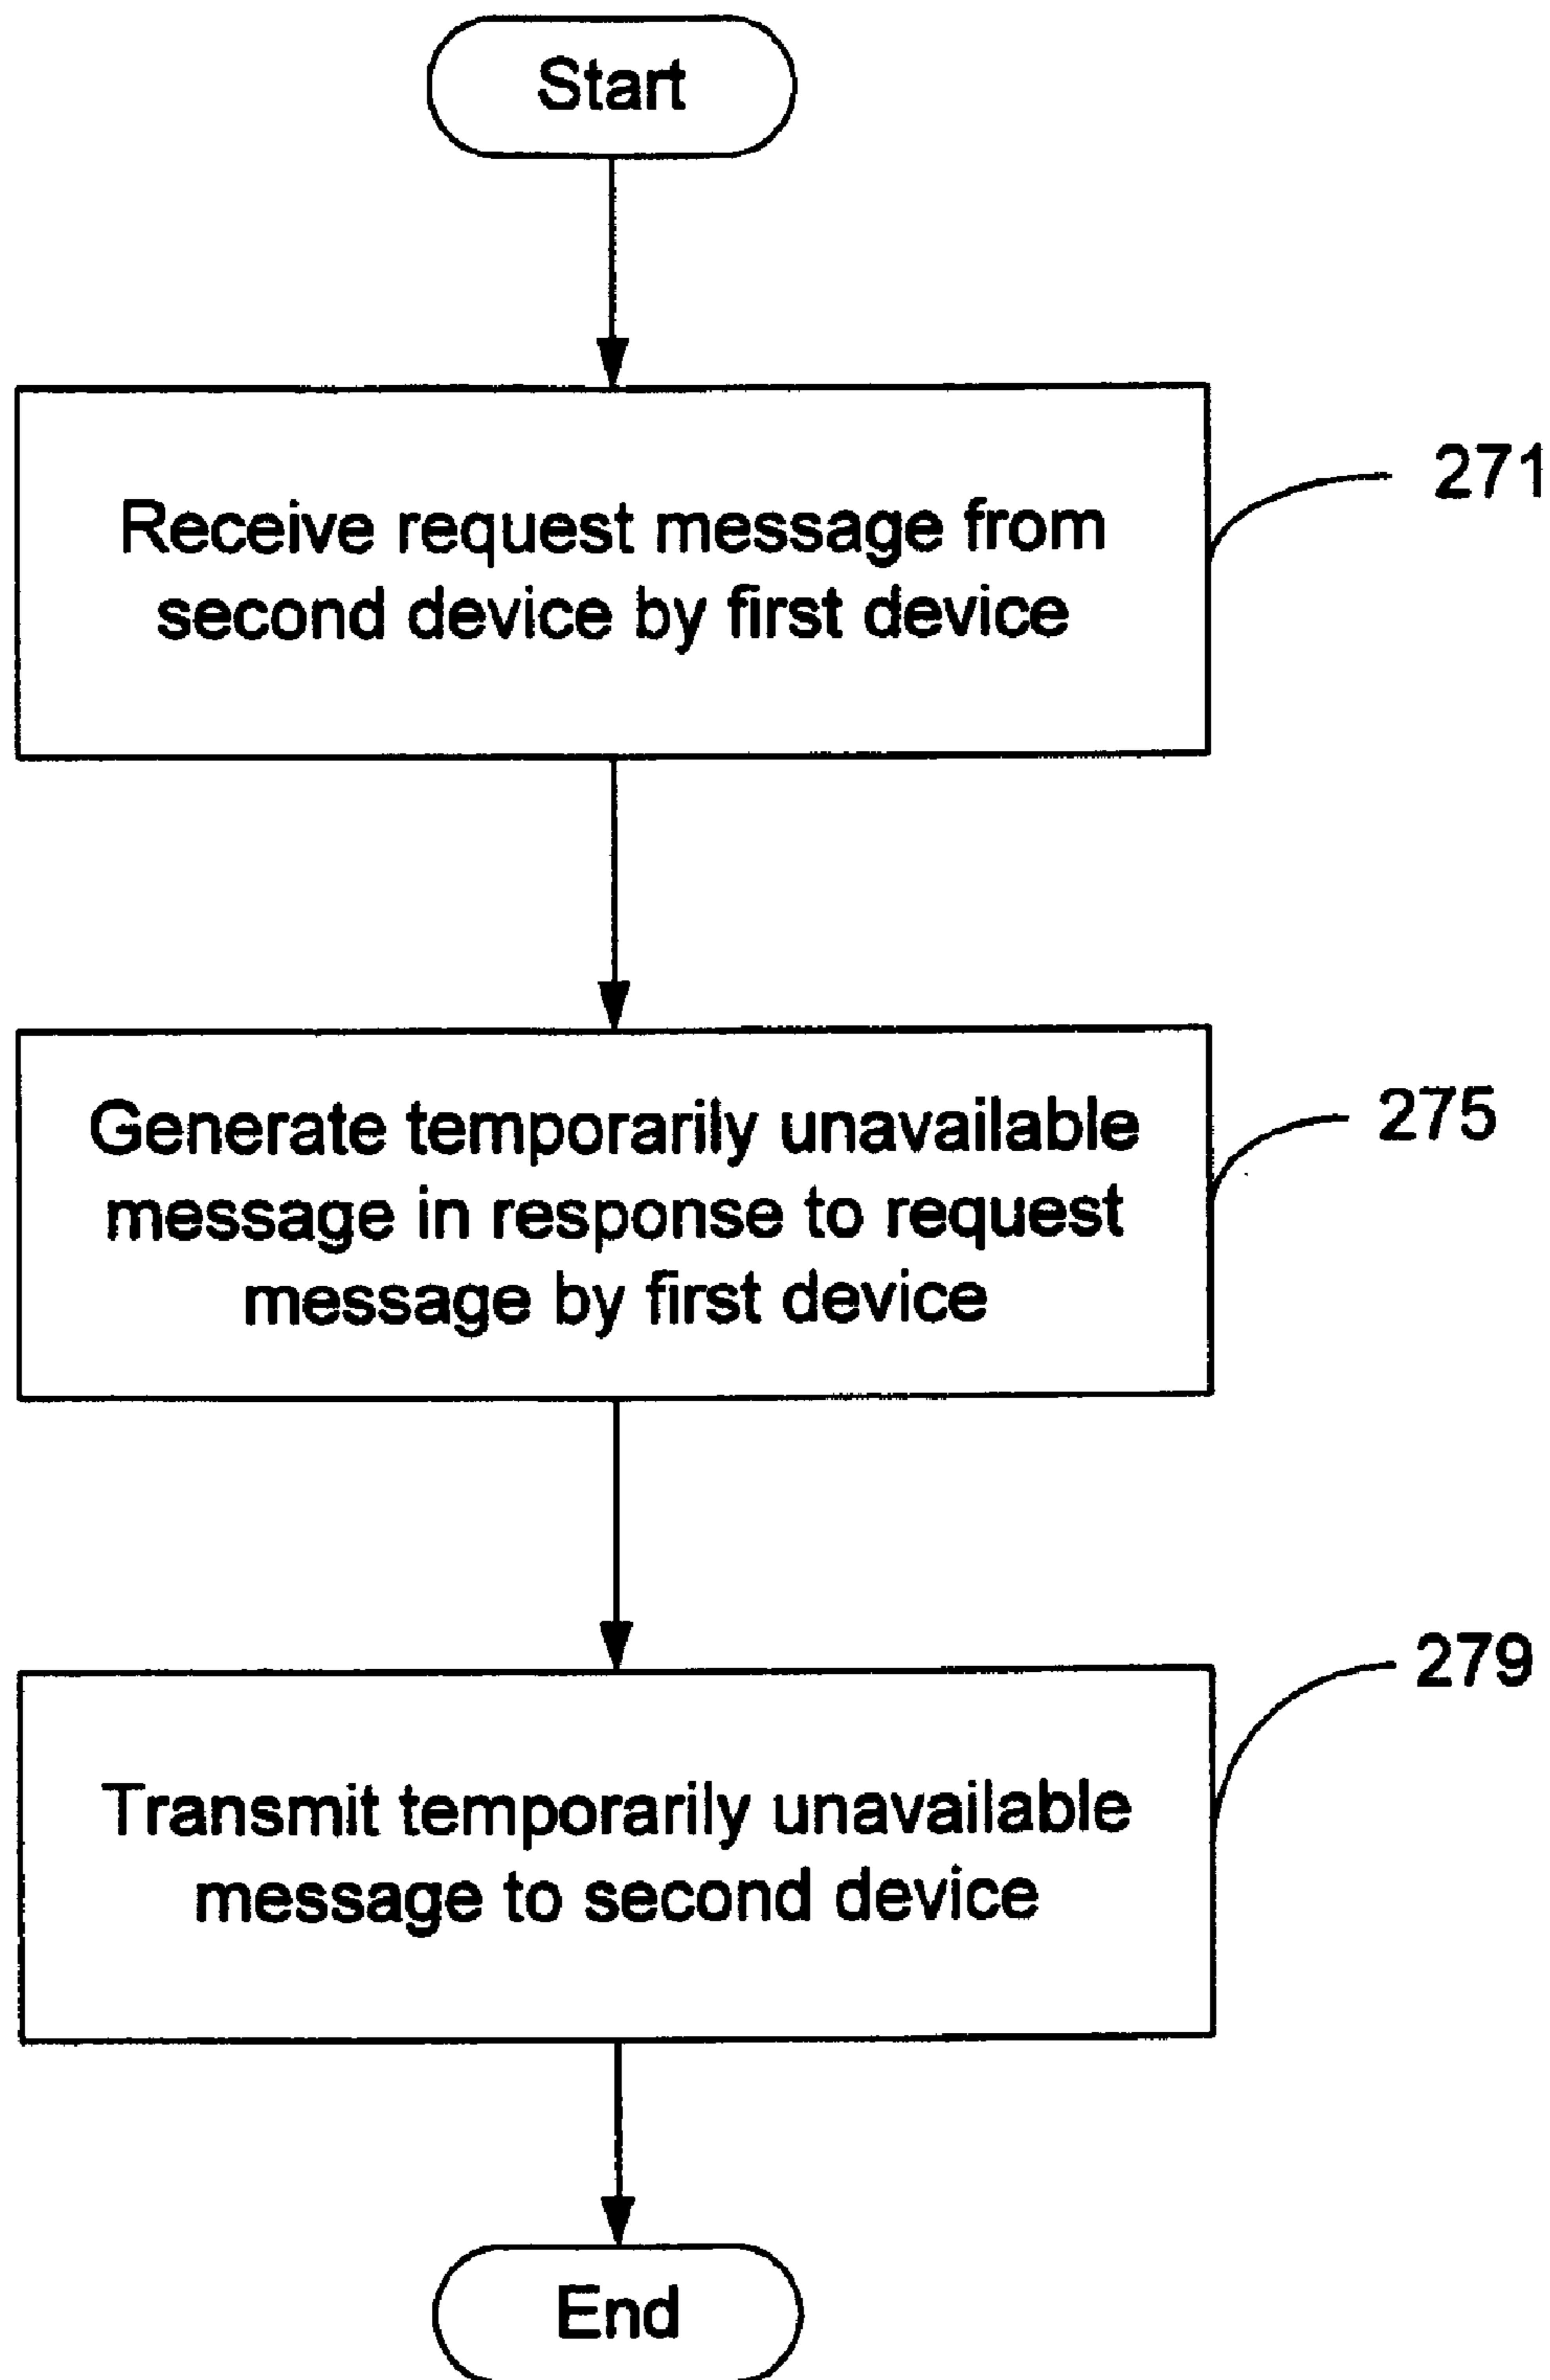 Start
271
Receive request message from
second device by first device
275
Generate temporarily unavailable
message in response to request
message by first device
279
Transmit temporarily unavailable
message to second device
End